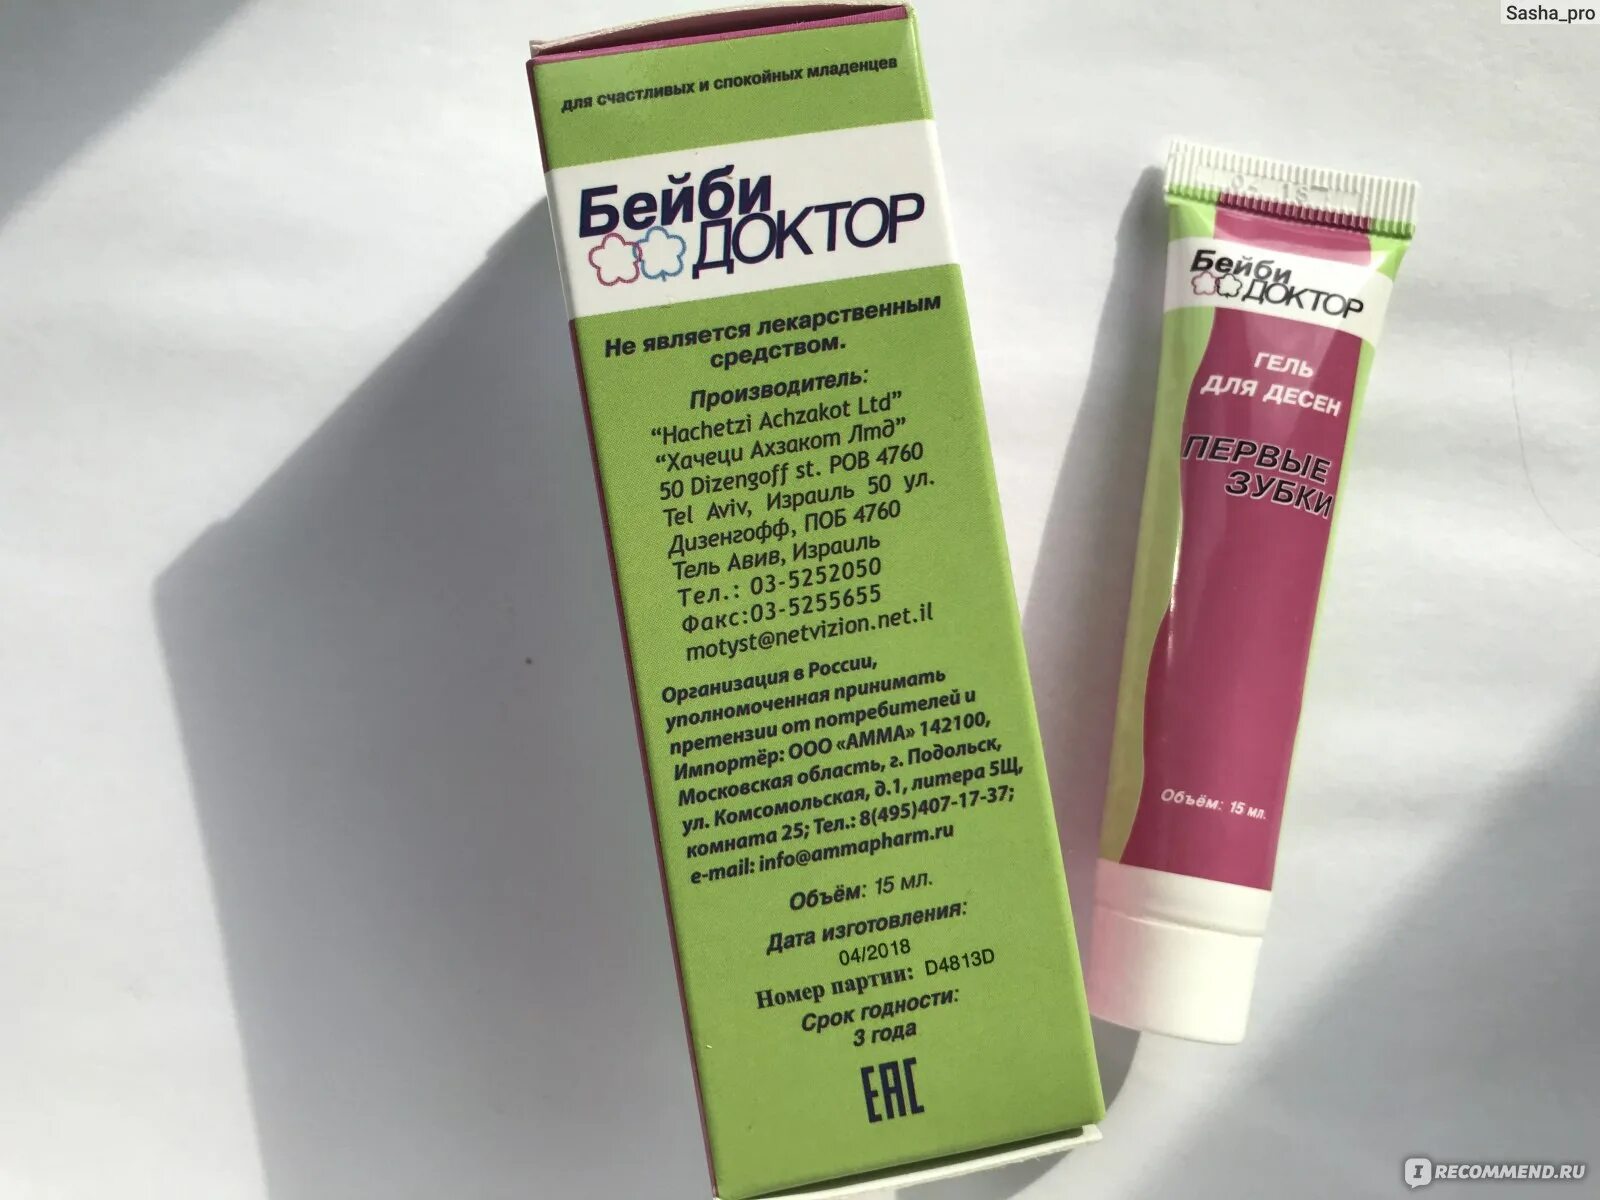 Sasha_pro
для счастливых и спокойных младенцев
Бейби
ДОКТОР
Не является лекарственным
средством.
Производитель:
“Hachetzi Achzakot Ltd”
“Хачеци Ахзакот Лтд”
50 Dizengoff st. POB 4760
Tel Aviv, Израиль 50 ул.
Дизенгофф, ПОБ 4760
Тель Авив, Израиль
Тел.: 03-5252050
Факс:03-5255655
motyst@netvizion.net.il
Организация в России,
уполномоченная принимать
претензии от потребителей и
Импортёр: ООО «АММА» 142100,
Московская область, г. Подольск,
ул. Комсомольская, д.1, литера 5Щ,
комната 25; Тел.: 8(495)407-17-37;
e-mail: info@ammapharm.ru
Объём: 15 мл.
Дата изготовления:
04/2018
Номер партии: D4813D
Срок годности:
3 года
EAC
Бейби
ДОКТОР
ГЕЛЬ
ДЛЯ ДЕСЕН
ПЕРВЫЕ
ЗУБКИ
Объём: 15 мл.
IRECOMMEND.RU